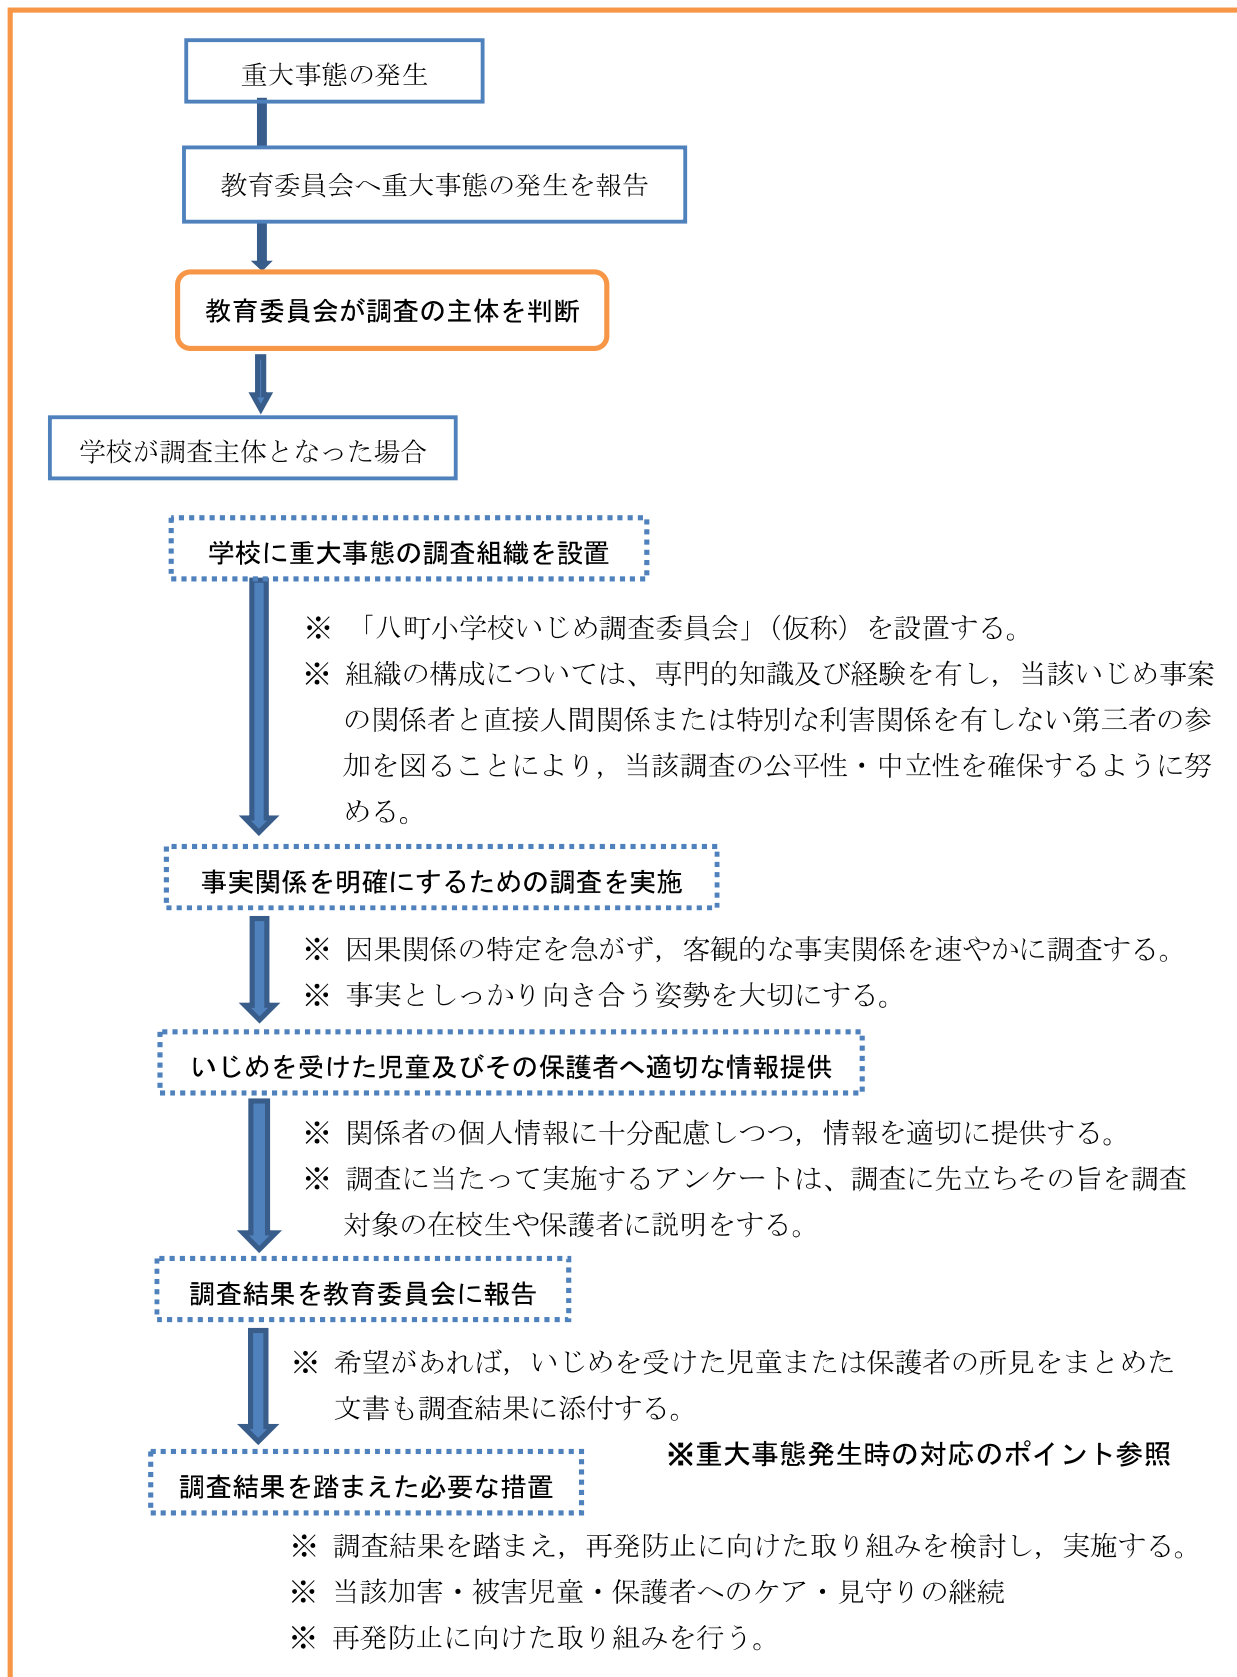 重大事態の発生
教育委員会へ重大事態の発生を報告
教育委員会が調査の主体を判断
学校が調査主体となった場合
学校に重大事態の調査組織を設置
※ 「八町小学校いじめ調査委員会」（仮称）を設置する。
※ 組織の構成については、専門的知識及び経験を有し，当該いじめ事案
の関係者と直接人間関係または特別な利害関係を有しない第三者の参
加を図ることにより，当該調査の公平性・中立性を確保するように努
める。
事実関係を明確にするための調査を実施
※ 因果関係の特定を急がず，客観的な事実関係を速やかに調査する。
※ 事実としっかり向き合う姿勢を大切にする。
いじめを受けた児童及びその保護者へ適切な情報提供
※ 関係者の個人情報に十分配慮しつつ，情報を適切に提供する。
※ 調査に当たって実施するアンケートは、調査に先立ちその旨を調査
対象の在校生や保護者に説明をする。
調査結果を教育委員会に報告
※ 希望があれば，いじめを受けた児童または保護者の所見をまとめた
文書も調査結果に添付する。
※重大事態発生時の対応のポイント参照
調査結果を踏まえた必要な措置
※ 調査結果を踏まえ，再発防止に向けた取り組みを検討し，実施する。
※ 当該加害・被害児童・保護者へのケア・見守りの継続
※ 再発防止に向けた取り組みを行う。